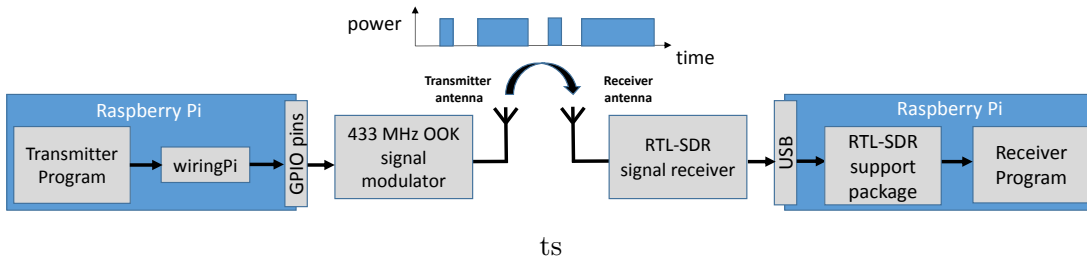 power
time
Transmitter
antenna
Receiver
antenna
Raspberry Pi
Transmitter
Program
wiringPi
GPIO pins
433 MHz OOK
signal
modulator
RTL-SDR
signal receiver
USB
Raspberry Pi
RTL-SDR
support
package
Receiver
Program
ts